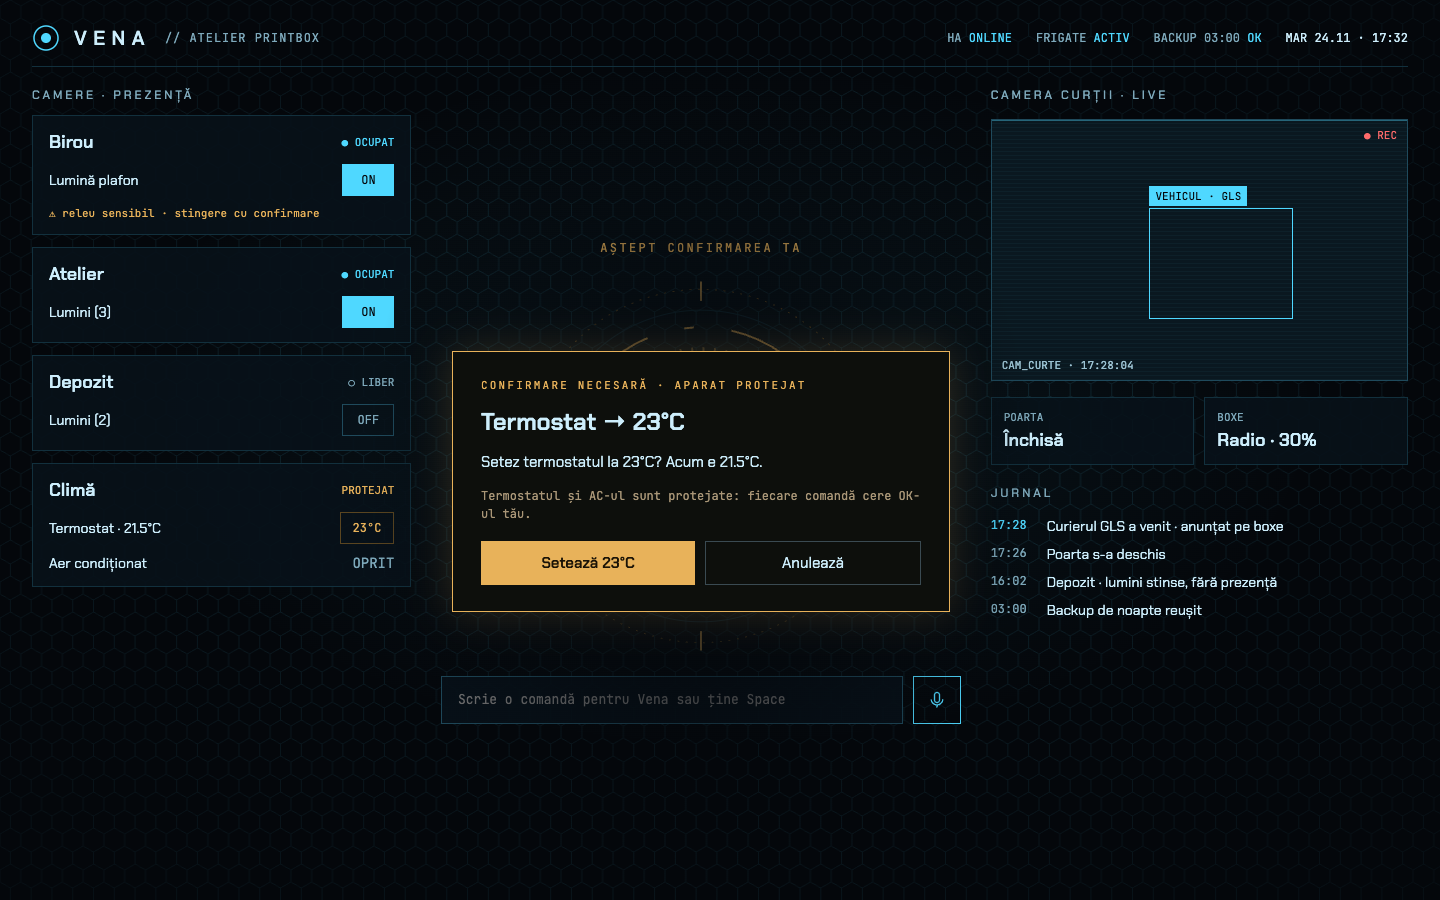 VENA // ATELIER PRINTBOX
HA ONLINE FRIGATE ACTIV BACKUP 03:00 OK MAR 24.11 · 17:32
CAMERE · PREZENȚĂ
Birou ● OCUPAT
Lumină plafon ON
⚠ releu sensibil · stingere cu confirmare
Atelier ● OCUPAT
Lumini (3) ON
Depozit ○ LIBER
Lumini (2) OFF
Climă PROTEJAT
Termostat · 21.5°C 23°C
Aer condiționat OPRIT
AȘTEPT CONFIRMAREA TA
CONFIRMARE NECESARĂ · APARAT PROTEJAT
Termostat → 23°C
Setez termostatul la 23°C? Acum e 21.5°C.
Termostatul și AC-ul sunt protejate: fiecare comandă cere OK-
ul tău.
Setează 23°C Anulează
Scrie o comandă pentru Vena sau ține Space
CAMERA CURȚII · LIVE
● REC
VEHICUL · GLS
CAM_CURTE · 17:28:04
POARTA
Închisă
BOXE
Radio · 30%
JURNAL
17:28 Curierul GLS a venit · anunțat pe boxe
17:26 Poarta s-a deschis
16:02 Depozit · lumini stinse, fără prezență
03:00 Backup de noapte reușit